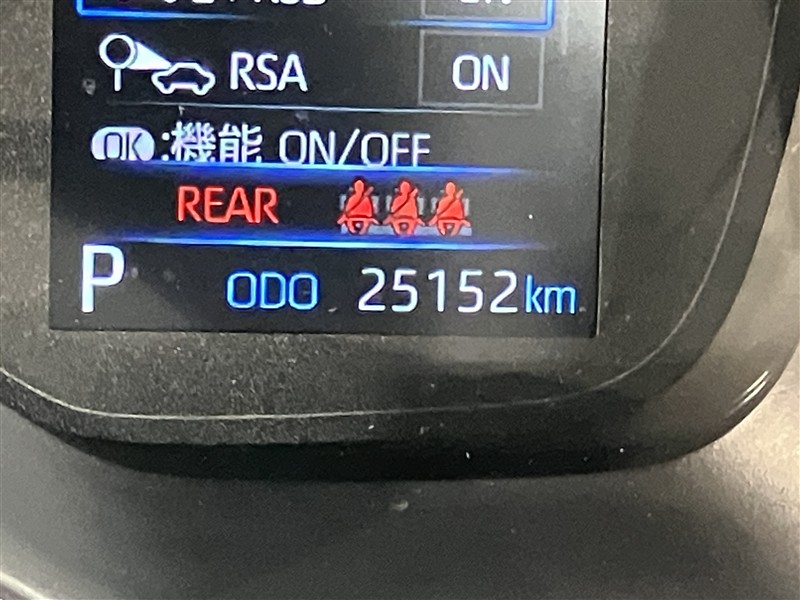 RSA ON
OK:機能 ON/OFF
REAR
P ODO 25152km